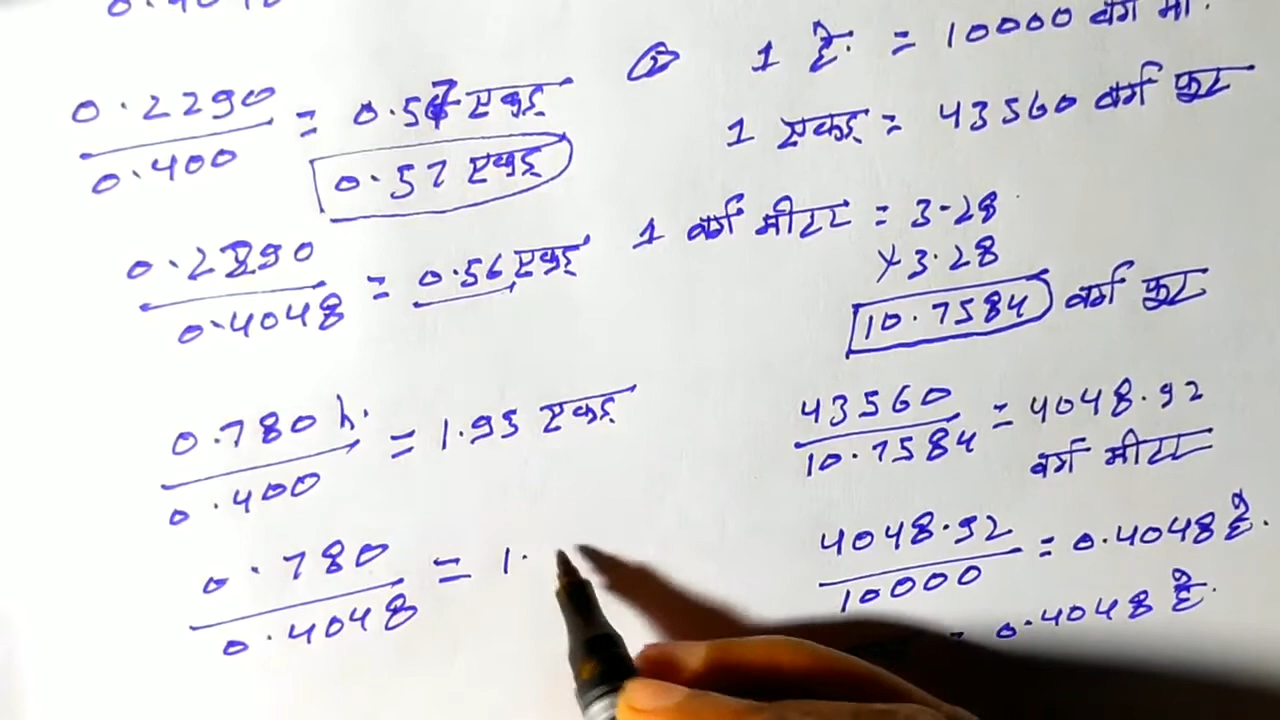 0.2290 / 0.400 = 0.57 एकड़
0.57 एकड़
0.2290 / 0.4048 = 0.56 एकड़
0.780 h. / 0.400 = 1.95 एकड़
0.780 / 0.4048 = 1.
1 हे. = 10000 वर्ग मी.
1 एकड़ = 43560 वर्ग फुट
1 वर्ग मीटर = 3.28
×3.28
10.7584 वर्ग फुट
43560 / 10.7584 = 4048.92
वर्ग मीटर
4048.92 / 10000 = 0.4048 हे.
= 0.4048 हे.